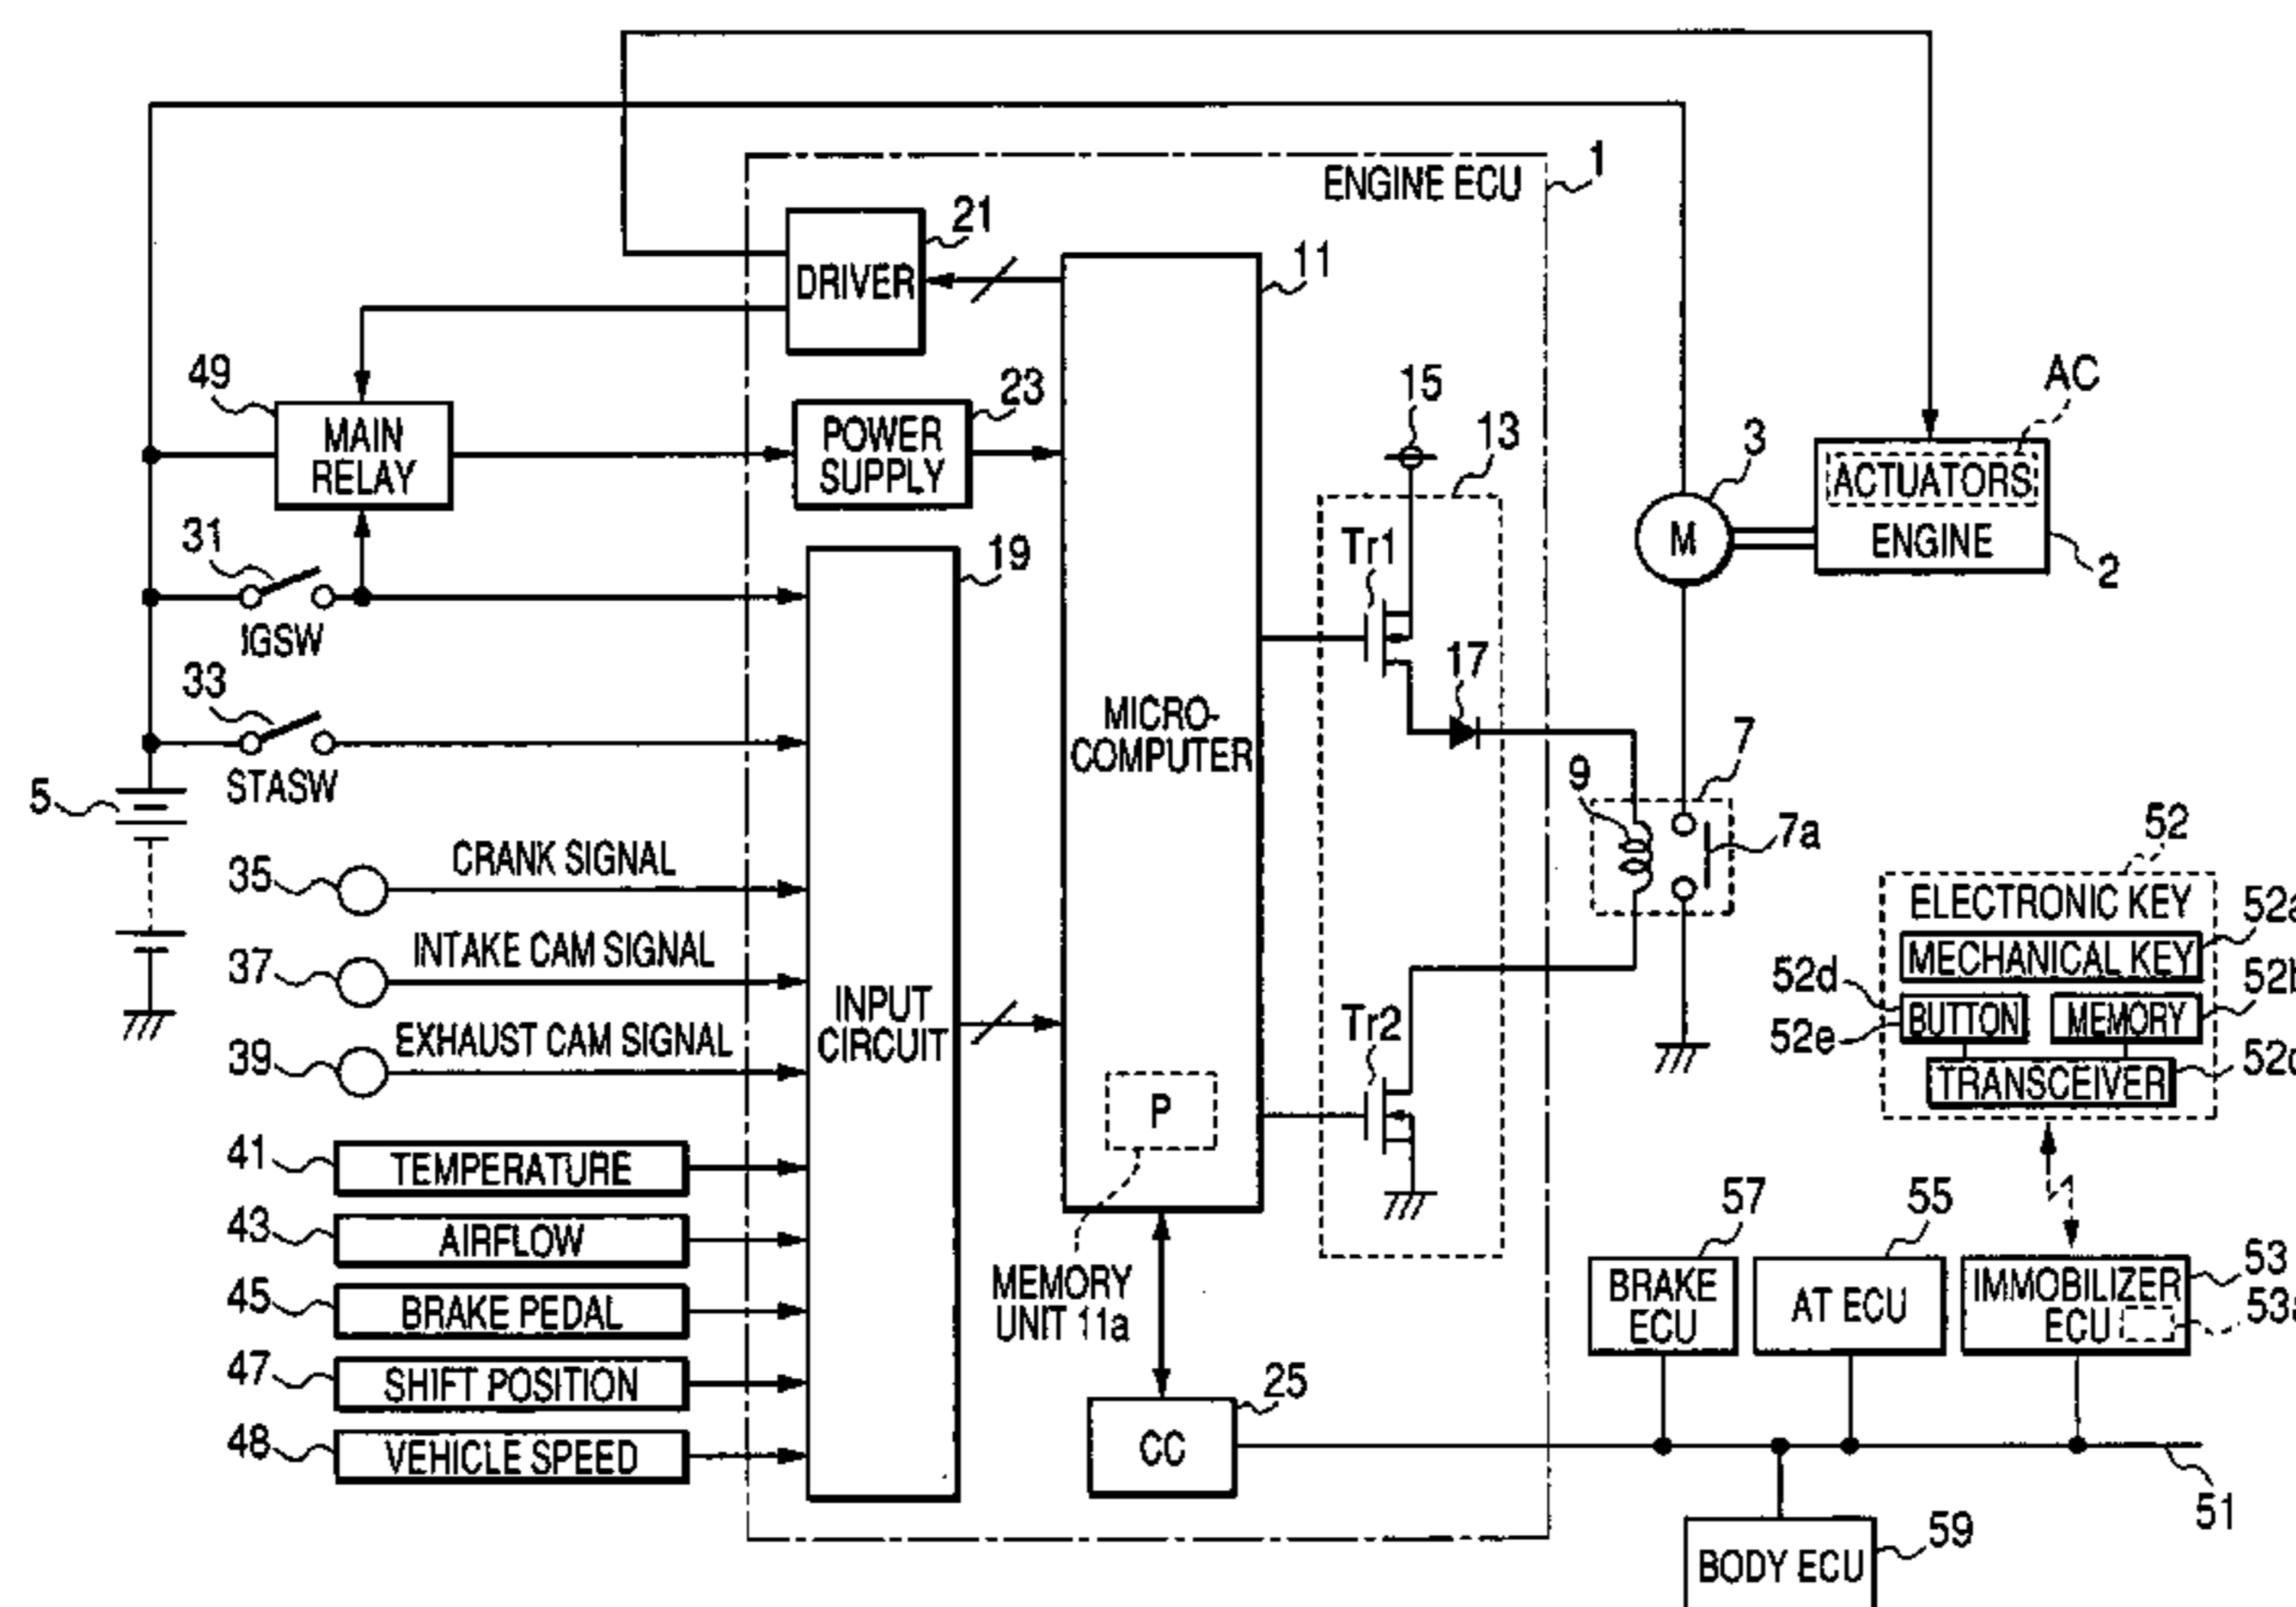 1
ENGINE ECU
21
DRIVER
11
49
MAIN
RELAY
23
POWER
SUPPLY
15
13
AC
3
ACTUATORS
M
ENGINE
2
31
IGSW
19
Tr1
33
STASW
17
MICRO-
COMPUTER
5
9
7
7a
35
CRANK SIGNAL
37
INTAKE CAM SIGNAL
39
EXHAUST CAM SIGNAL
INPUT
CIRCUIT
Tr2
P
52
ELECTRONIC KEY
MECHANICAL KEY
52d
BUTTON
MEMORY
52e
TRANSCEIVER
41
TEMPERATURE
43
AIRFLOW
45
BRAKE PEDAL
47
SHIFT POSITION
48
VEHICLE SPEED
MEMORY
UNIT 11a
25
CC
57
BRAKE
ECU
55
AT ECU
53
IMMOBILIZER
ECU
51
59
BODY ECU